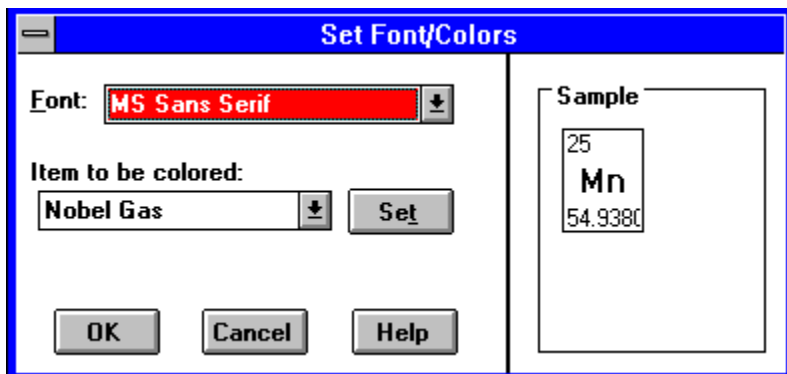 Set Font/Colors
Font: MS Sans Serif
Item to be colored:
Nobel Gas Set
OK Cancel Help
Sample
25
Mn
54.9380